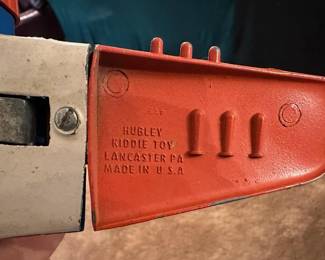 HUBLEY
KIDDIE TOY
LANCASTER PA
MADE IN U.S.A